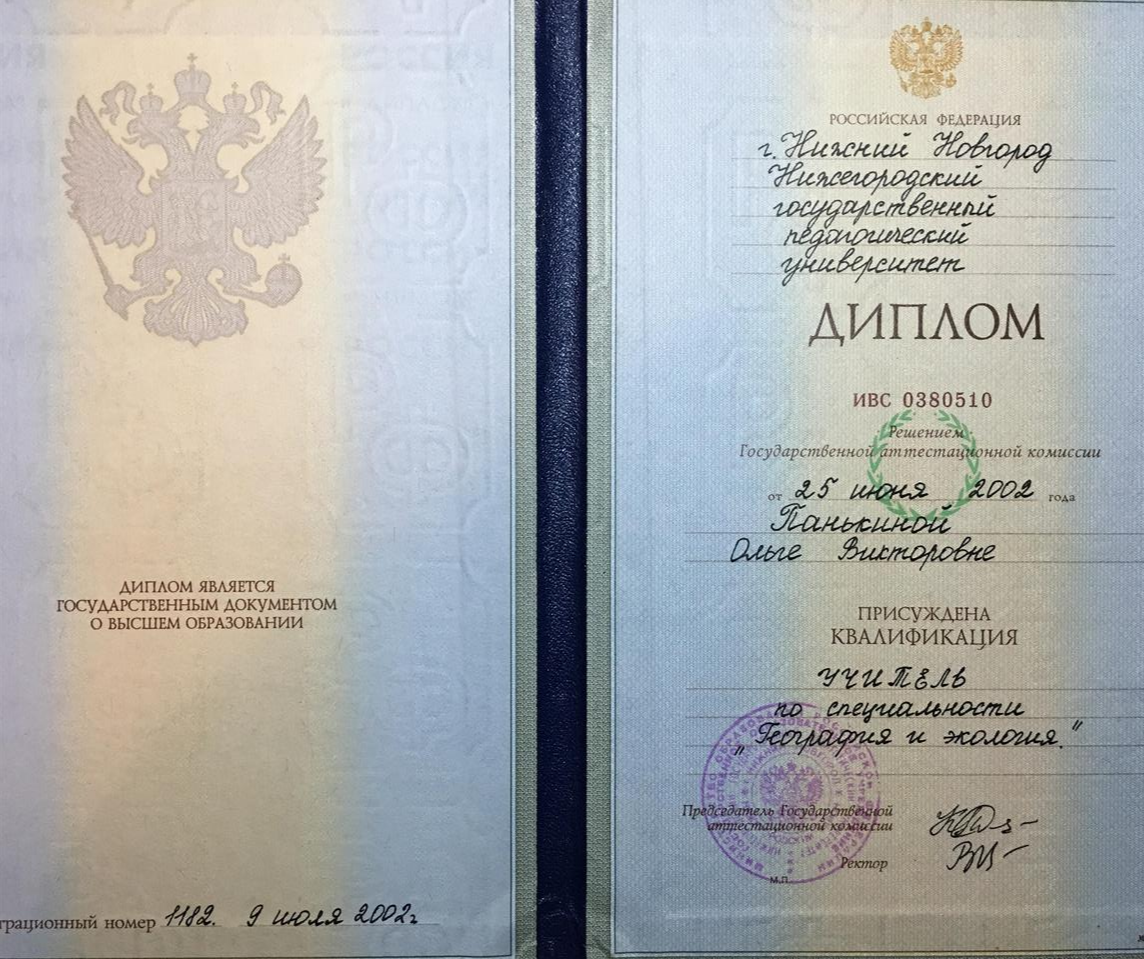 ДИПЛОМ ЯВЛЯЕТСЯ
ГОСУДАРСТВЕННЫМ ДОКУМЕНТОМ
О ВЫСШЕМ ОБРАЗОВАНИИ
грационный номер 1182. 9 июля 2002г
РОССИЙСКАЯ ФЕДЕРАЦИЯ
г. Нижний Новгород
Нижегородский
государственный
педагогический
университет
ДИПЛОМ
ИВС 0380510
Решением
Государственной аттестационной комиссии
от 25 июня 2002 года
Панькиной
Ольге Викторовне
ПРИСУЖДЕНА
КВАЛИФИКАЦИЯ
УЧИТЕЛЬ
по специальности
„География и экология."
Председатель Государственной
аттестационной комиссии
Ректор
М.П.